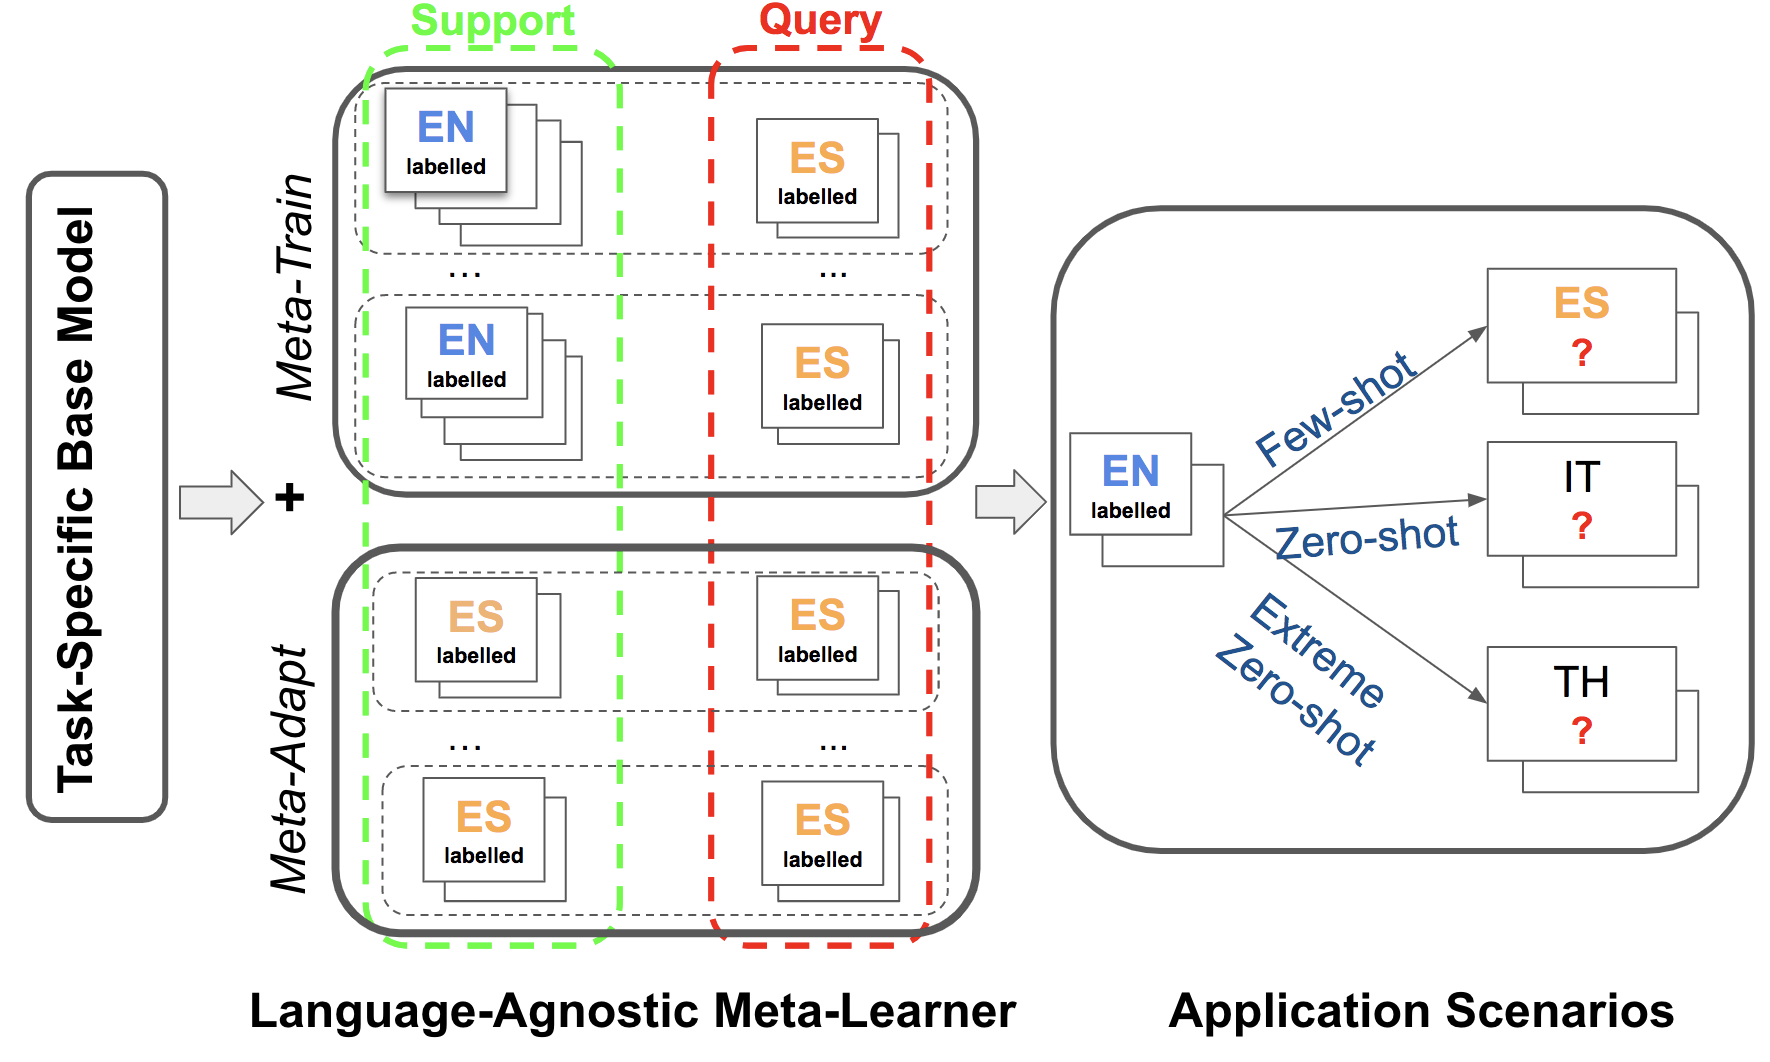 Support
Query
Task-Specific Base Model
Meta-Train
EN
labelled
ES
labelled
...
...
EN
labelled
ES
labelled
+
Meta-Adapt
ES
labelled
ES
labelled
...
...
ES
labelled
ES
labelled
EN
labelled
Few-shot
Zero-shot
Extreme
Zero-shot
ES
?
IT
?
TH
?
Language-Agnostic Meta-Learner
Application Scenarios